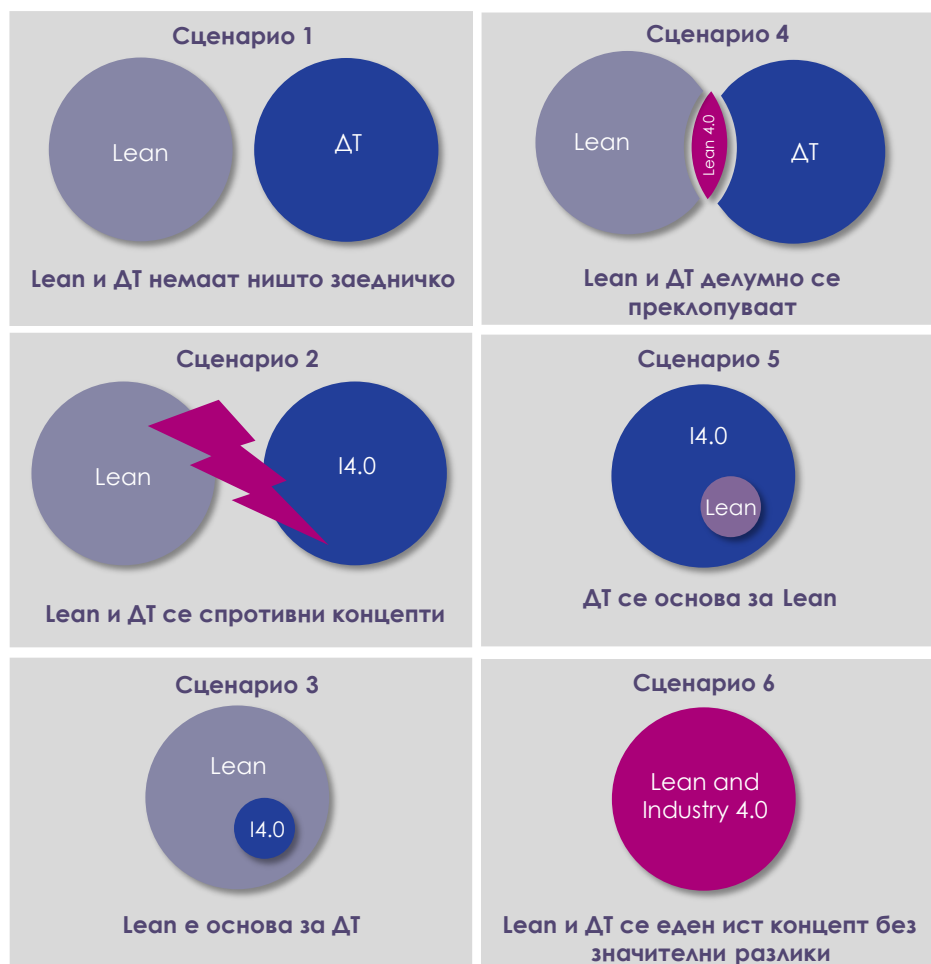 Сценарио 1
Lean
ДТ
Lean и ДТ немаат ништо заедничко
Сценарио 4
Lean
Lean 4.0
ДТ
Lean и ДТ делумно се
преклопуваат
Сценарио 2
Lean
I4.0
Lean и ДТ се спротивни концепти
Сценарио 5
I4.0
Lean
ДТ се основа за Lean
Сценарио 3
Lean
I4.0
Lean е основа за ДТ
Сценарио 6
Lean and
Industry 4.0
Lean и ДТ се еден ист концепт без
значителни разлики